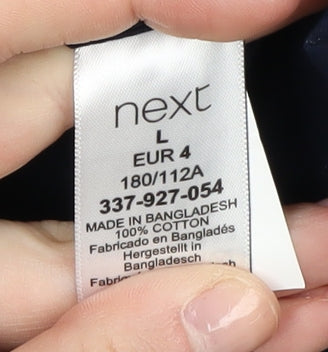 next
L
EUR 4
180/112A
337-927-054
MADE IN BANGLADESH
100% COTTON
Fabricado en Bangladés
Hergestellt in
Bangladesch